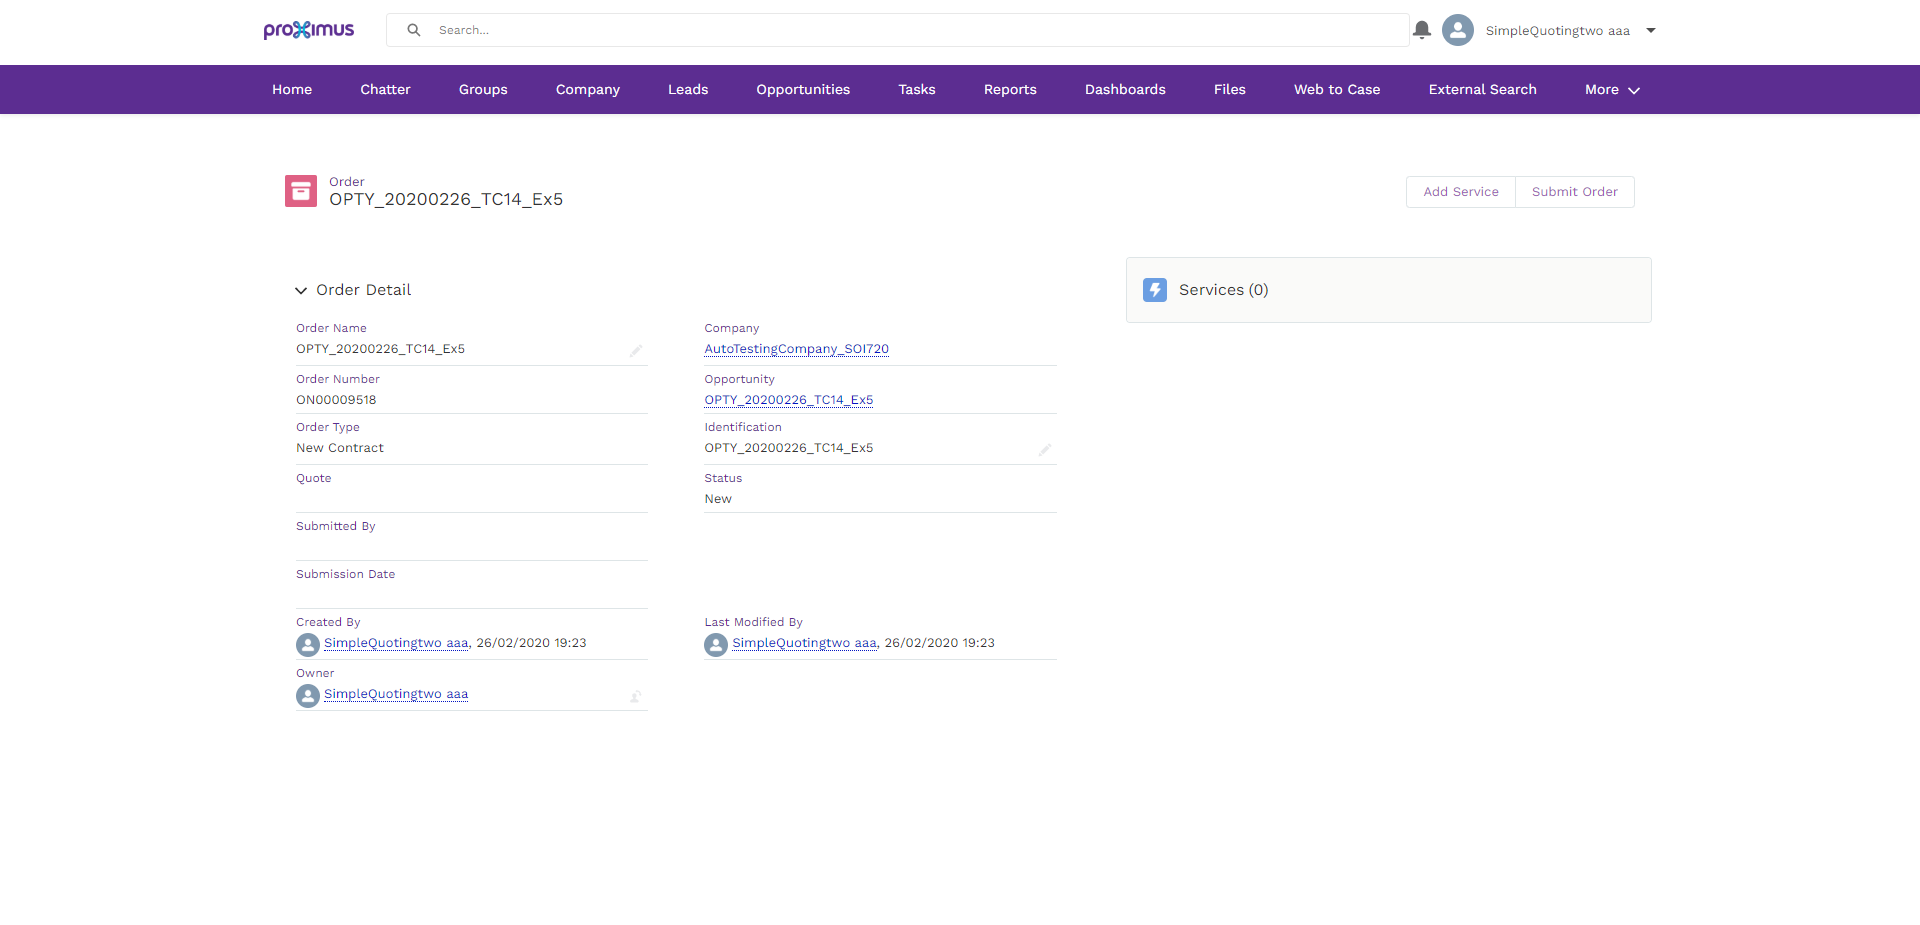 proximus
Search...
SimpleQuotingtwo aaa
Home Chatter Groups Company Leads Opportunities Tasks Reports Dashboards Files Web to Case External Search More
Order
OPTY_20200226_TC14_Ex5
Add Service Submit Order
Order Detail
Services (0)
Order Name
OPTY_20200226_TC14_Ex5
Company
AutoTestingCompany_SOI720
Order Number
ON00009518
Opportunity
OPTY_20200226_TC14_Ex5
Order Type
New Contract
Identification
OPTY_20200226_TC14_Ex5
Quote
Status
New
Submitted By
Submission Date
Created By
SimpleQuotingtwo aaa, 26/02/2020 19:23
Last Modified By
SimpleQuotingtwo aaa, 26/02/2020 19:23
Owner
SimpleQuotingtwo aaa